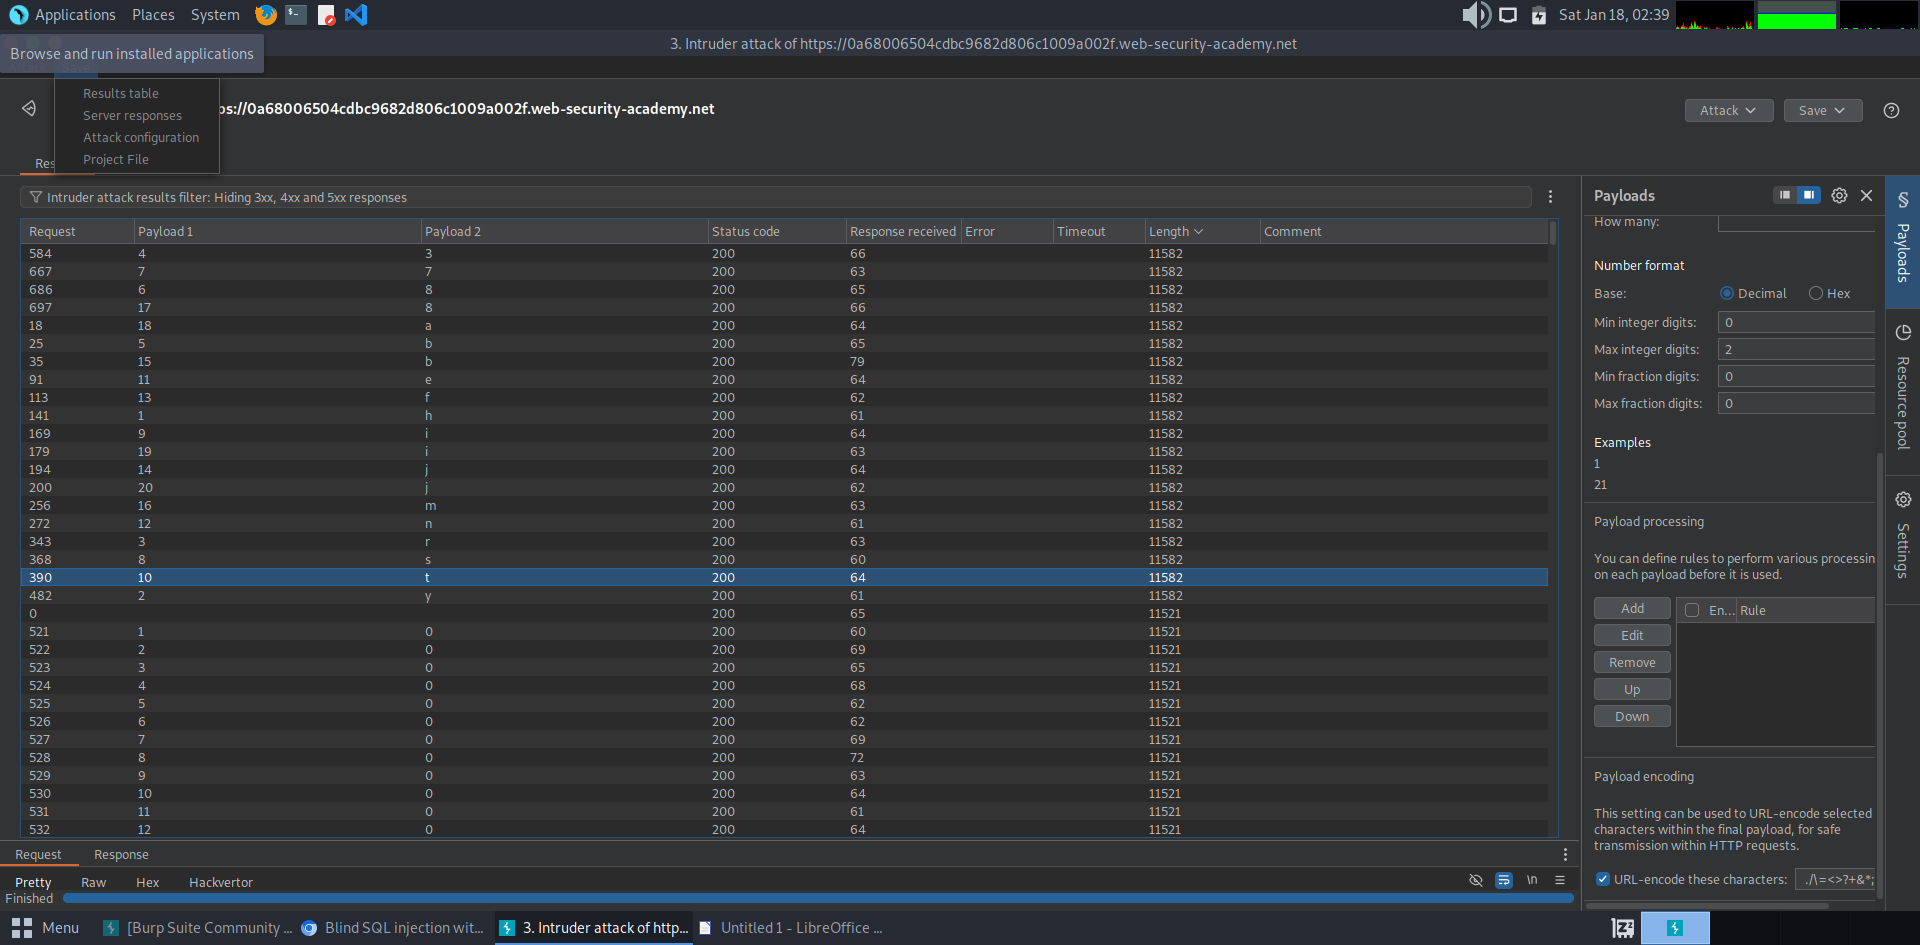 Applications Places System Sat Jan 18, 02:39
3. Intruder attack of https://0a68006504cdbc9682d806c1009a002f.web-security-academy.net
Browse and run installed applications
Results table
Server responses
Attack configuration
Project File
ps://0a68006504cdbc9682d806c1009a002f.web-security-academy.net
Attack Save
Res
Intruder attack results filter: Hiding 3xx, 4xx and 5xx responses
Request Payload 1 Payload 2 Status code Response received Error Timeout Length Comment
584 4 3 200 66 11582
667 7 7 200 63 11582
686 6 8 200 65 11582
697 17 8 200 66 11582
18 18 a 200 64 11582
25 5 b 200 65 11582
35 15 b 200 79 11582
91 11 e 200 64 11582
113 13 f 200 62 11582
141 1 h 200 61 11582
169 9 i 200 64 11582
179 19 i 200 63 11582
194 14 j 200 64 11582
200 20 j 200 62 11582
256 16 m 200 63 11582
272 12 n 200 61 11582
343 3 r 200 63 11582
368 8 s 200 60 11582
390 10 t 200 64 11582
482 2 y 200 61 11582
0 200 65 11521
521 1 0 200 60 11521
522 2 0 200 69 11521
523 3 0 200 65 11521
524 4 0 200 68 11521
525 5 0 200 62 11521
526 6 0 200 62 11521
527 7 0 200 69 11521
528 8 0 200 72 11521
529 9 0 200 63 11521
530 10 0 200 64 11521
531 11 0 200 61 11521
532 12 0 200 64 11521
Payloads
How many:
Number format
Base: Decimal Hex
Min integer digits: 0
Max integer digits: 2
Min fraction digits: 0
Max fraction digits: 0
Examples
1
21
Payload processing
You can define rules to perform various processin
on each payload before it is used.
Add
Edit
Remove
Up
Down
En... Rule
Payload encoding
This setting can be used to URL-encode selected
characters within the final payload, for safe
transmission within HTTP requests.
URL-encode these characters: ./\=<>?+&*;
Payloads
Resource pool
Settings
Request Response
Pretty Raw Hex Hackvertor \n
Finished
Menu [Burp Suite Community ... Blind SQL injection wit... 3. Intruder attack of http... Untitled 1 - LibreOffice ...